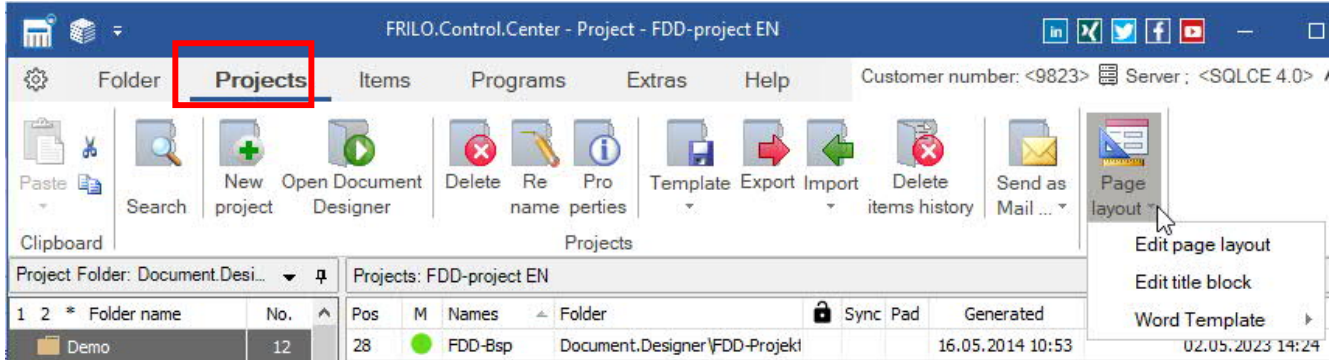 FRILO.Control.Center - Project - FDD-project EN
Folder Projects Items Programs Extras Help Customer number: <9823> Server ; <SQLCE 4.0>
Paste
Search
New project
Open Document Designer
Delete
Re name
Pro perties
Template
Export
Import
Delete items history
Send as Mail ...
Page layout
Clipboard
Projects
Edit page layout
Edit title block
Word Template
Project Folder: Document.Desi...
Projects: FDD-project EN
1 2 * Folder name No.
Pos M Names Folder Sync Pad Generated
Demo 12
28 FDD-Bsp Document.Designer\FDD-Projekt 16.05.2014 10:53 02.05.2023 14:24